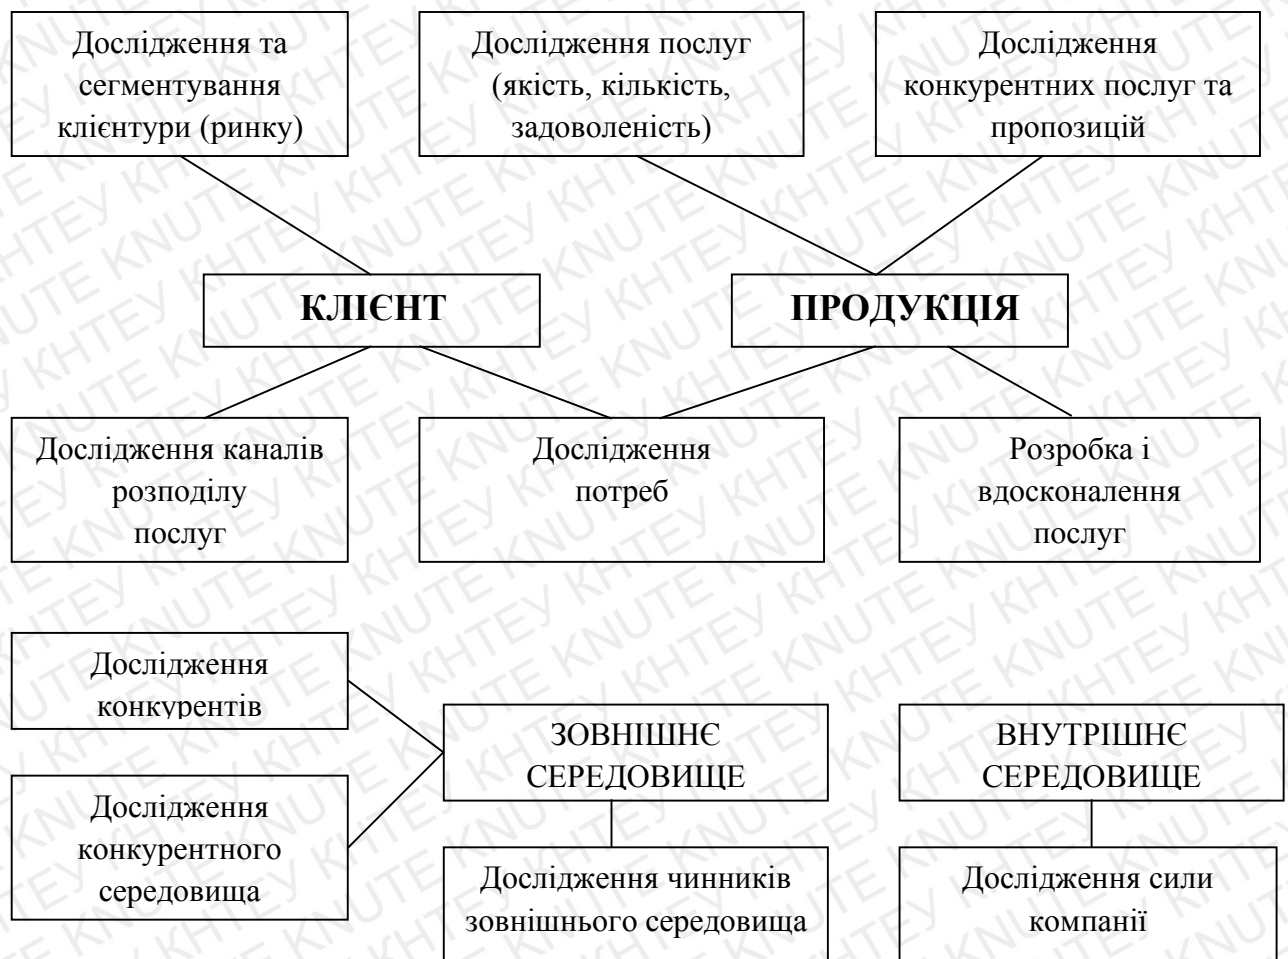 Дослідження та
сегментування
клієнтури (ринку)
Дослідження послуг
(якість, кількість,
задоволеність)
Дослідження
конкурентних послуг та
пропозицій
КЛІЄНТ
ПРОДУКЦІЯ
Дослідження каналів
розподілу
послуг
Дослідження
потреб
Розробка і
вдосконалення
послуг
Дослідження
конкурентів
ЗОВНІШНЄ
СЕРЕДОВИЩЕ
ВНУТРІШНЄ
СЕРЕДОВИЩЕ
Дослідження
конкурентного
середовища
Дослідження чинників
зовнішнього середовища
Дослідження сили
компанії